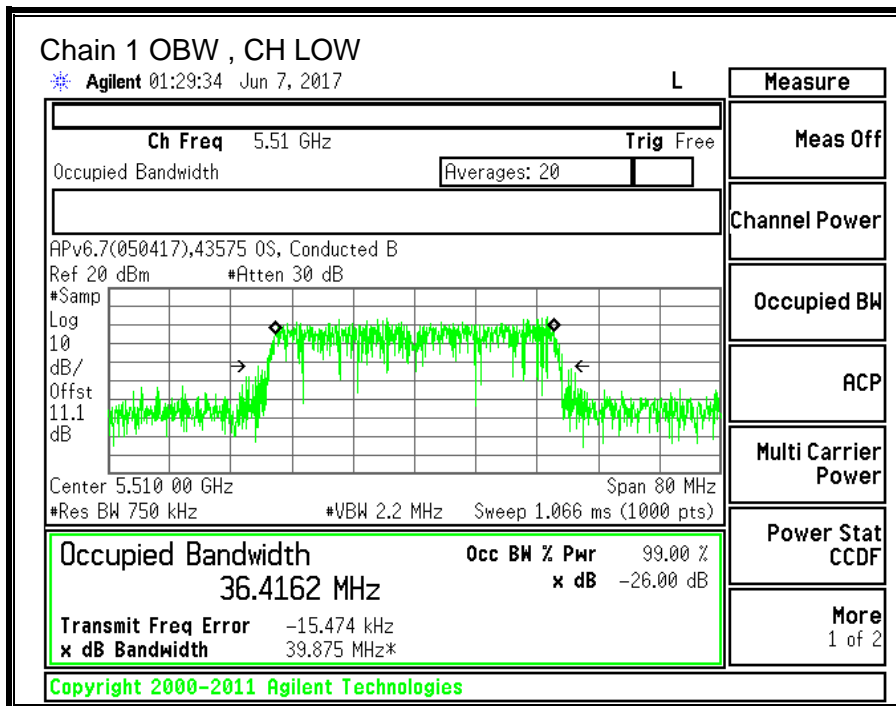 Chain 1 OBW , CH LOW
Agilent 01:29:34 Jun 7, 2017 L
Measure
Ch Freq 5.51 GHz Trig Free
Occupied Bandwidth Averages: 20
APv6.7(050417),43575 OS, Conducted B
Ref 20 dBm #Atten 30 dB
#Samp
Log
10
dB/
Offst
11.1
dB
Center 5.510 00 GHz Span 80 MHz
#Res BW 750 kHz #VBW 2.2 MHz Sweep 1.066 ms (1000 pts)
Occupied Bandwidth Occ BW % Pwr 99.00 %
36.4162 MHz x dB -26.00 dB
Transmit Freq Error -15.474 kHz
x dB Bandwidth 39.875 MHz*
Meas Off
Channel Power
Occupied BW
ACP
Multi Carrier
Power
Power Stat
CCDF
More
1 of 2
Copyright 2000-2011 Agilent Technologies